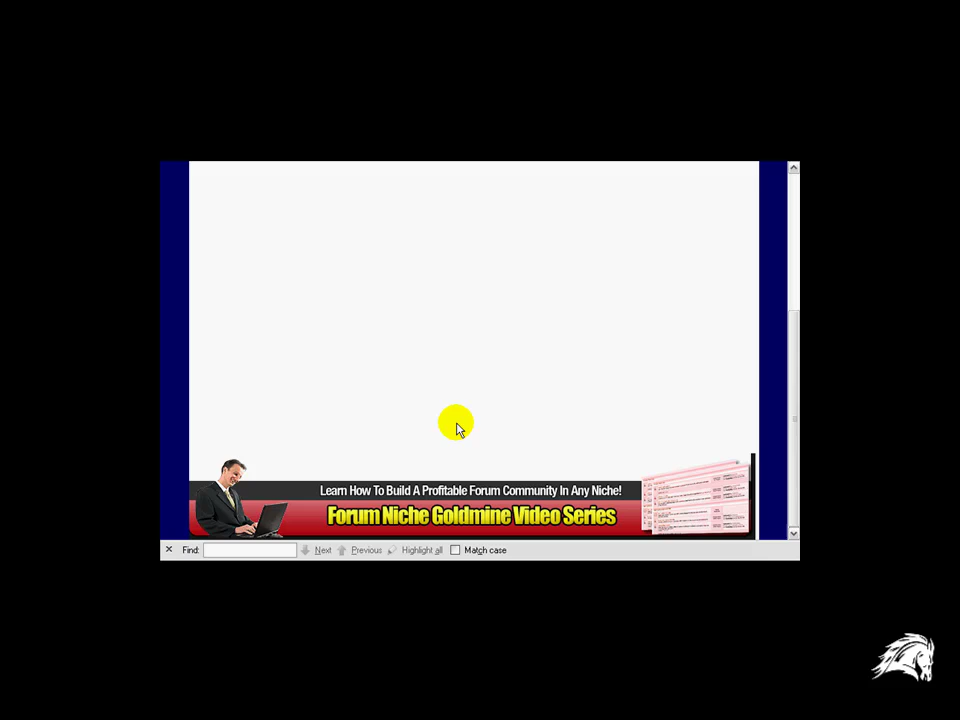 Learn How To Build A Profitable Forum Community In Any Niche!
Forum Niche Goldmine Video Series
Find: Next Previous Highlight all Match case